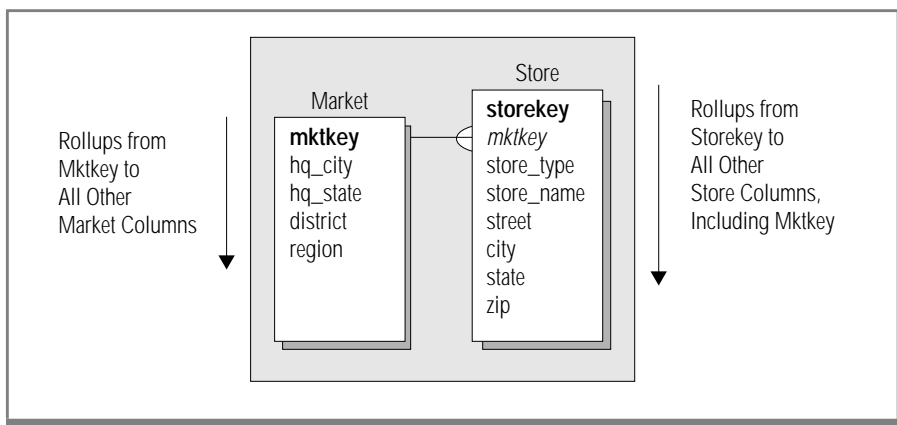 Rollups from
Mktkey to
All Other
Market Columns
Market
mktkey
hq_city
hq_state
district
region
Store
storekey
mktkey
store_type
store_name
street
city
state
zip
Rollups from
Storekey to
All Other
Store Columns,
Including Mktkey